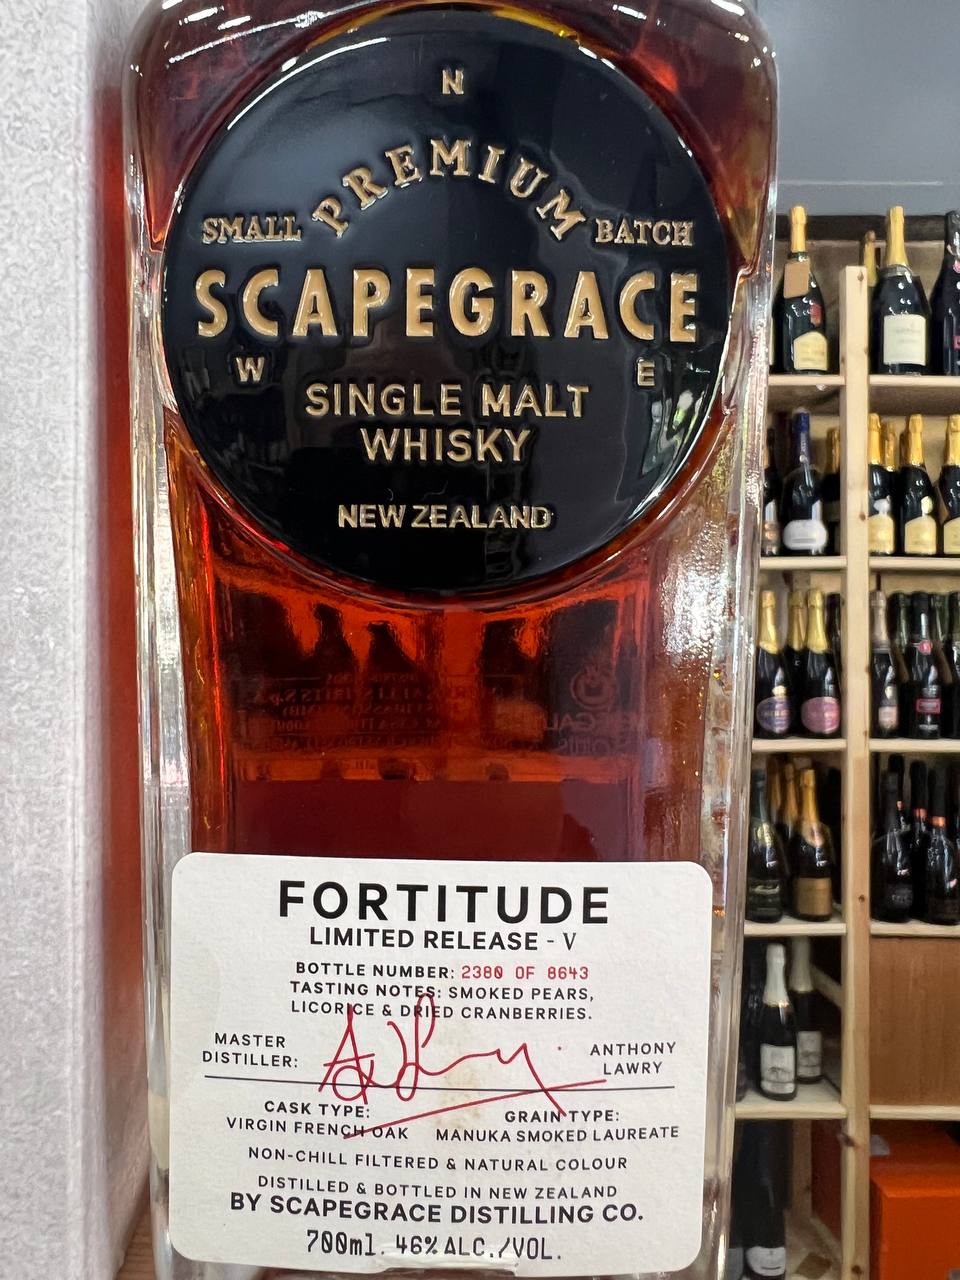 N
PREMIUM
SMALL BATCH
SCAPEGRACE
W E
SINGLE MALT
WHISKY
NEW ZEALAND
FORTITUDE
LIMITED RELEASE - V
BOTTLE NUMBER: 2380 OF 8643
TASTING NOTES: SMOKED PEARS,
LICORICE & DRIED CRANBERRIES.
MASTER
DISTILLER:
ANTHONY
LAWRY
CASK TYPE:
VIRGIN FRENCH OAK
GRAIN TYPE:
MANUKA SMOKED LAUREATE
NON-CHILL FILTERED & NATURAL COLOUR
DISTILLED & BOTTLED IN NEW ZEALAND
BY SCAPEGRACE DISTILLING CO.
700ml. 46% ALC./VOL.